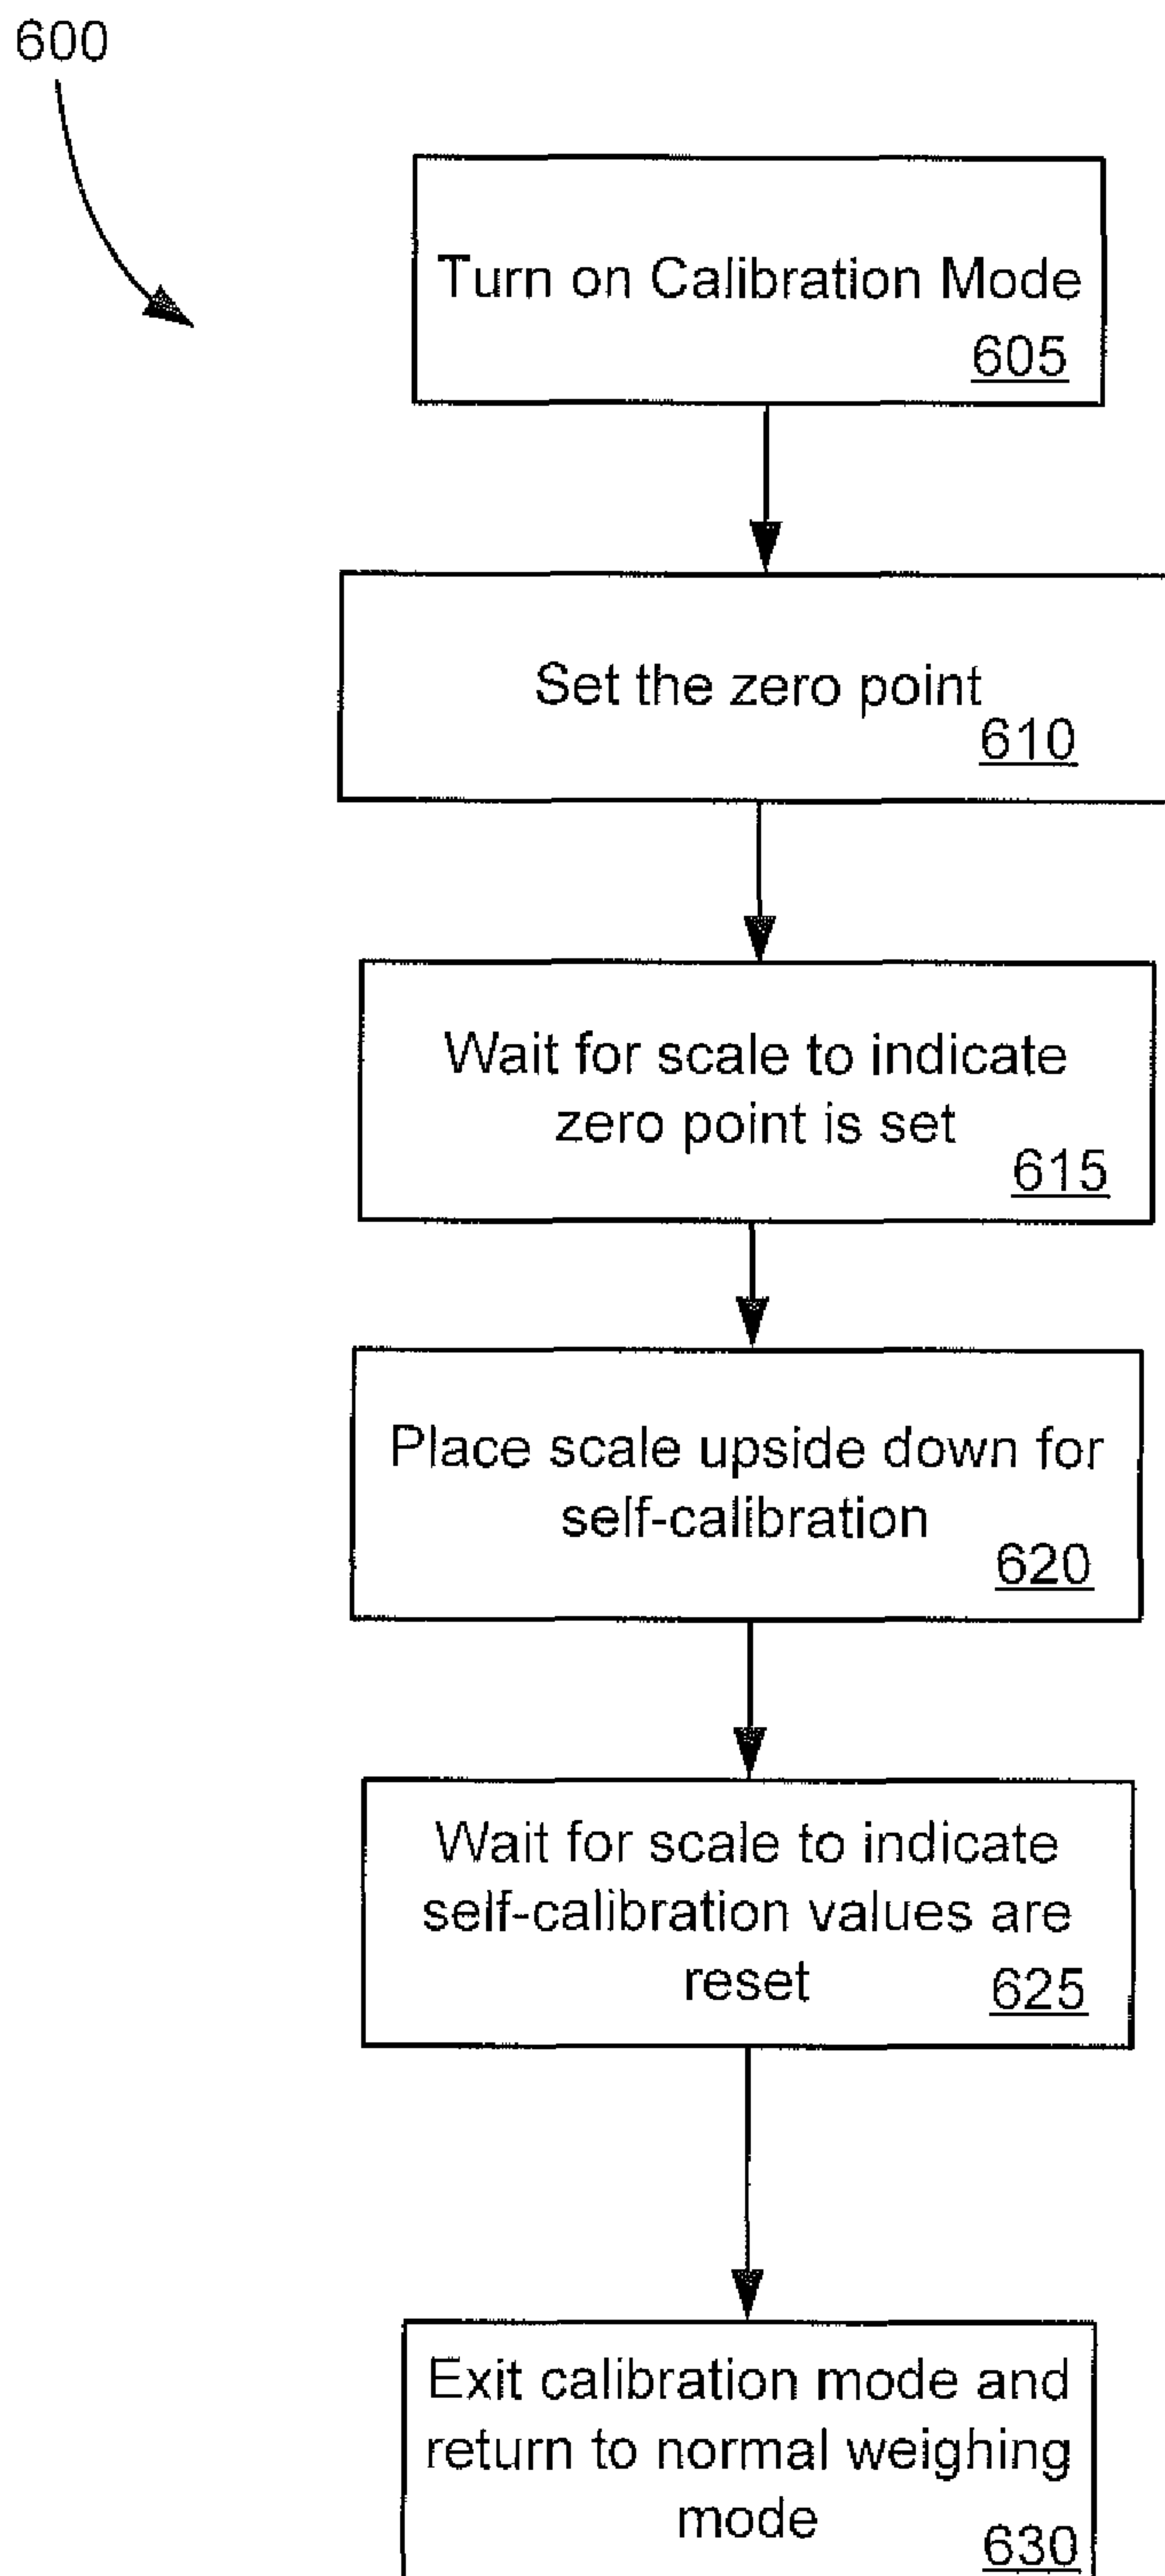 600
Turn on Calibration Mode
605
Set the zero point
610
Wait for scale to indicate
zero point is set
615
Place scale upside down for
self-calibration
620
Wait for scale to indicate
self-calibration values are
reset
625
Exit calibration mode and
return to normal weighing
mode
630